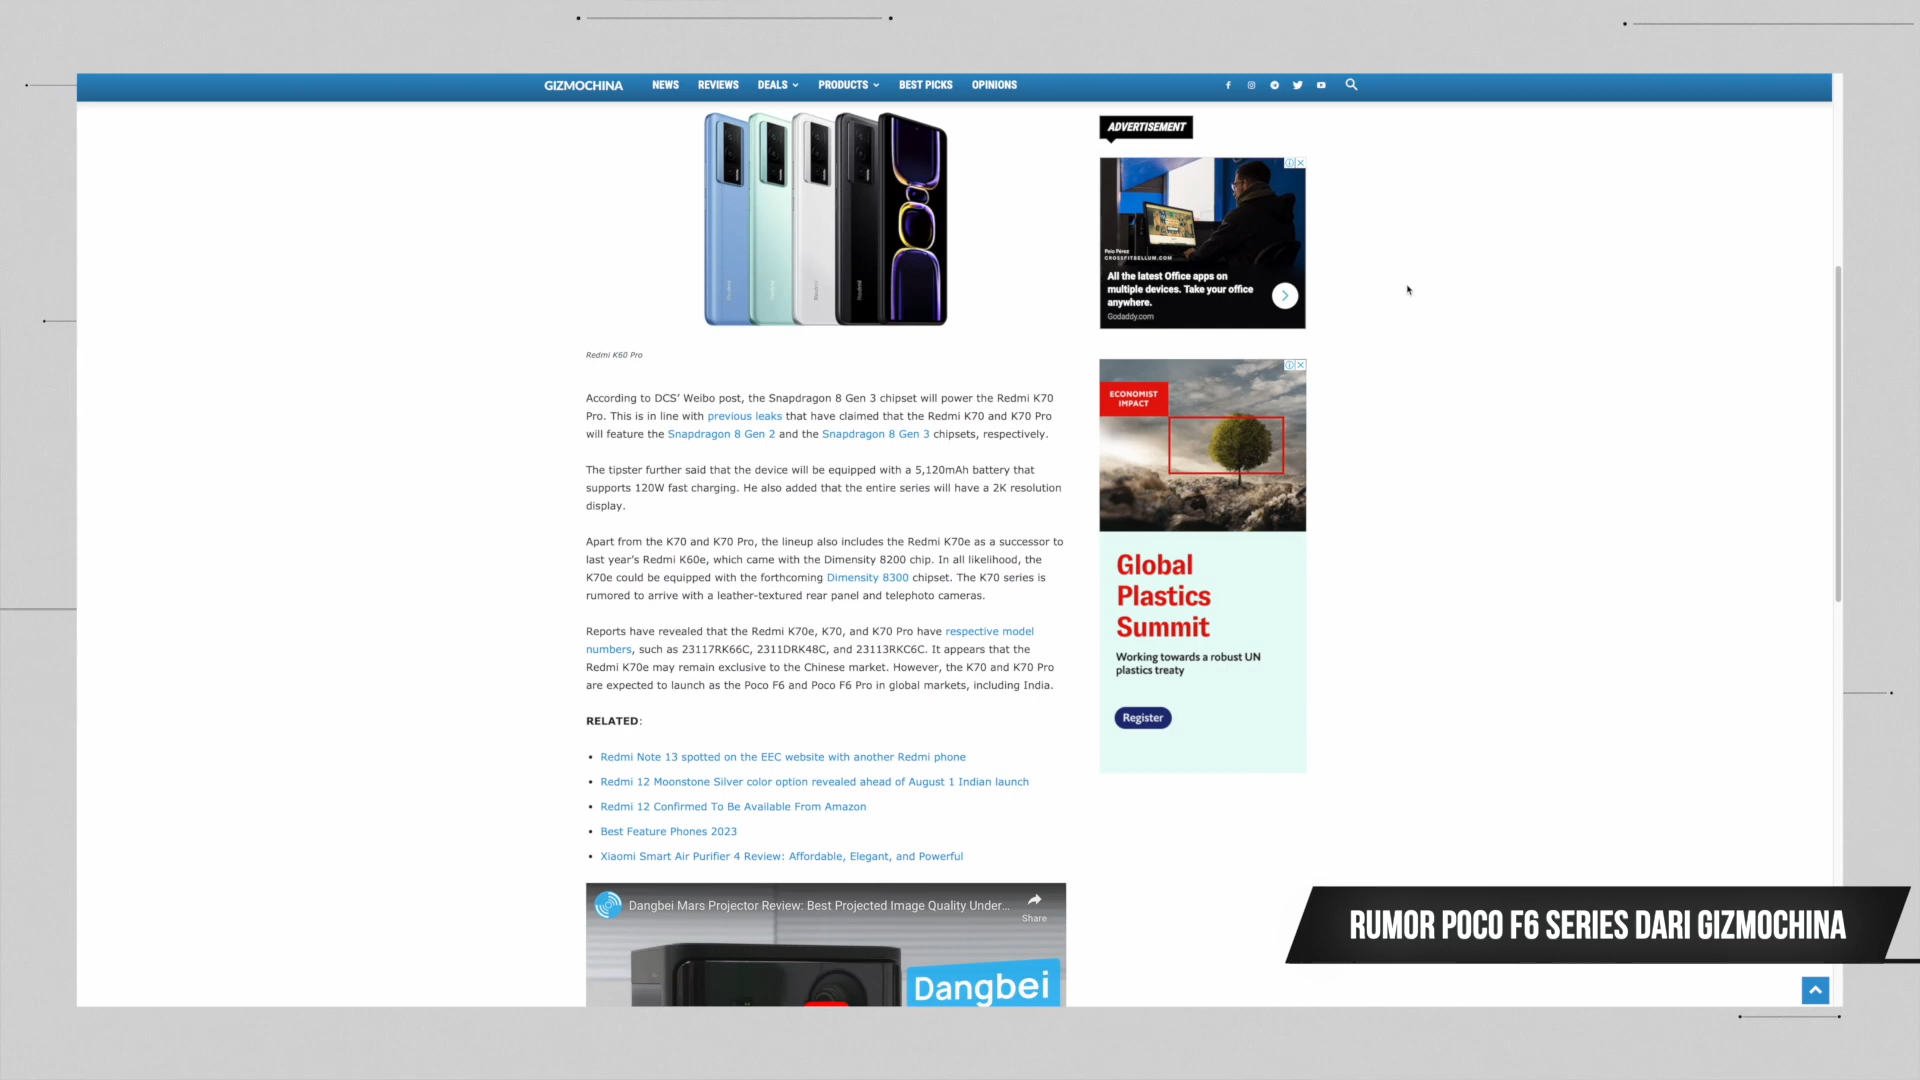 GIZMOCHINA NEWS REVIEWS DEALS PRODUCTS BEST PICKS OPINIONS
Redmi K60 Pro
According to DCS’ Weibo post, the Snapdragon 8 Gen 3 chipset will power the Redmi K70
Pro. This is in line with previous leaks that have claimed that the Redmi K70 and K70 Pro
will feature the Snapdragon 8 Gen 2 and the Snapdragon 8 Gen 3 chipsets, respectively.
The tipster further said that the device will be equipped with a 5,120mAh battery that
supports 120W fast charging. He also added that the entire series will have a 2K resolution
display.
Apart from the K70 and K70 Pro, the lineup also includes the Redmi K70e as a successor to
last year’s Redmi K60e, which came with the Dimensity 8200 chip. In all likelihood, the
K70e could be equipped with the forthcoming Dimensity 8300 chipset. The K70 series is
rumored to arrive with a leather-textured rear panel and telephoto cameras.
Reports have revealed that the Redmi K70e, K70, and K70 Pro have respective model
numbers, such as 23117RK66C, 2311DRK48C, and 23113RKC6C. It appears that the
Redmi K70e may remain exclusive to the Chinese market. However, the K70 and K70 Pro
are expected to launch as the Poco F6 and Poco F6 Pro in global markets, including India.
RELATED:
• Redmi Note 13 spotted on the EEC website with another Redmi phone
• Redmi 12 Moonstone Silver color option revealed ahead of August 1 Indian launch
• Redmi 12 Confirmed To Be Available From Amazon
• Best Feature Phones 2023
• Xiaomi Smart Air Purifier 4 Review: Affordable, Elegant, and Powerful
Dangbei Mars Projector Review: Best Projected Image Quality Under...
Share
Dangbei
ADVERTISEMENT
Peio Pérez
CROSSFITBELLUM.COM
All the latest Office apps on
multiple devices. Take your office
anywhere.
Godaddy.com
ECONOMIST
IMPACT
Global
Plastics
Summit
Working towards a robust UN
plastics treaty
Register
RUMOR POCO F6 SERIES DARI GIZMOCHINA